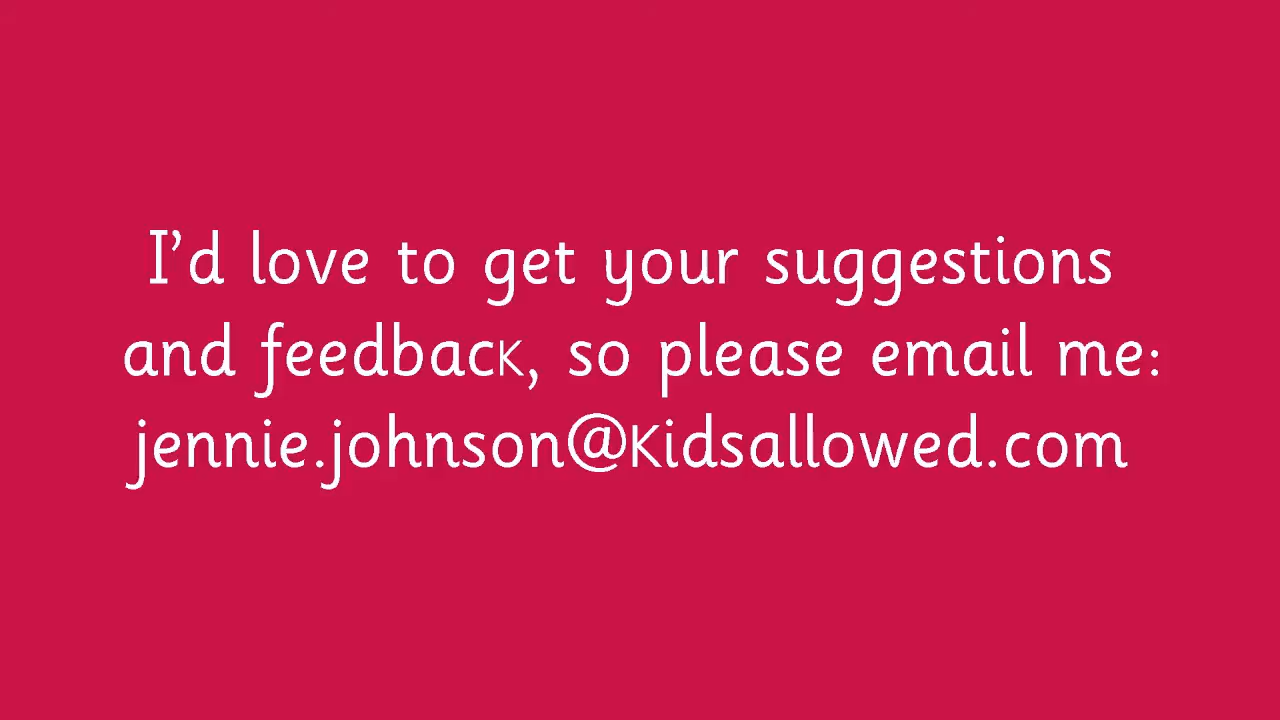 I’d love to get your suggestions
and feedback, so please email me:
jennie.johnson@kidsallowed.com